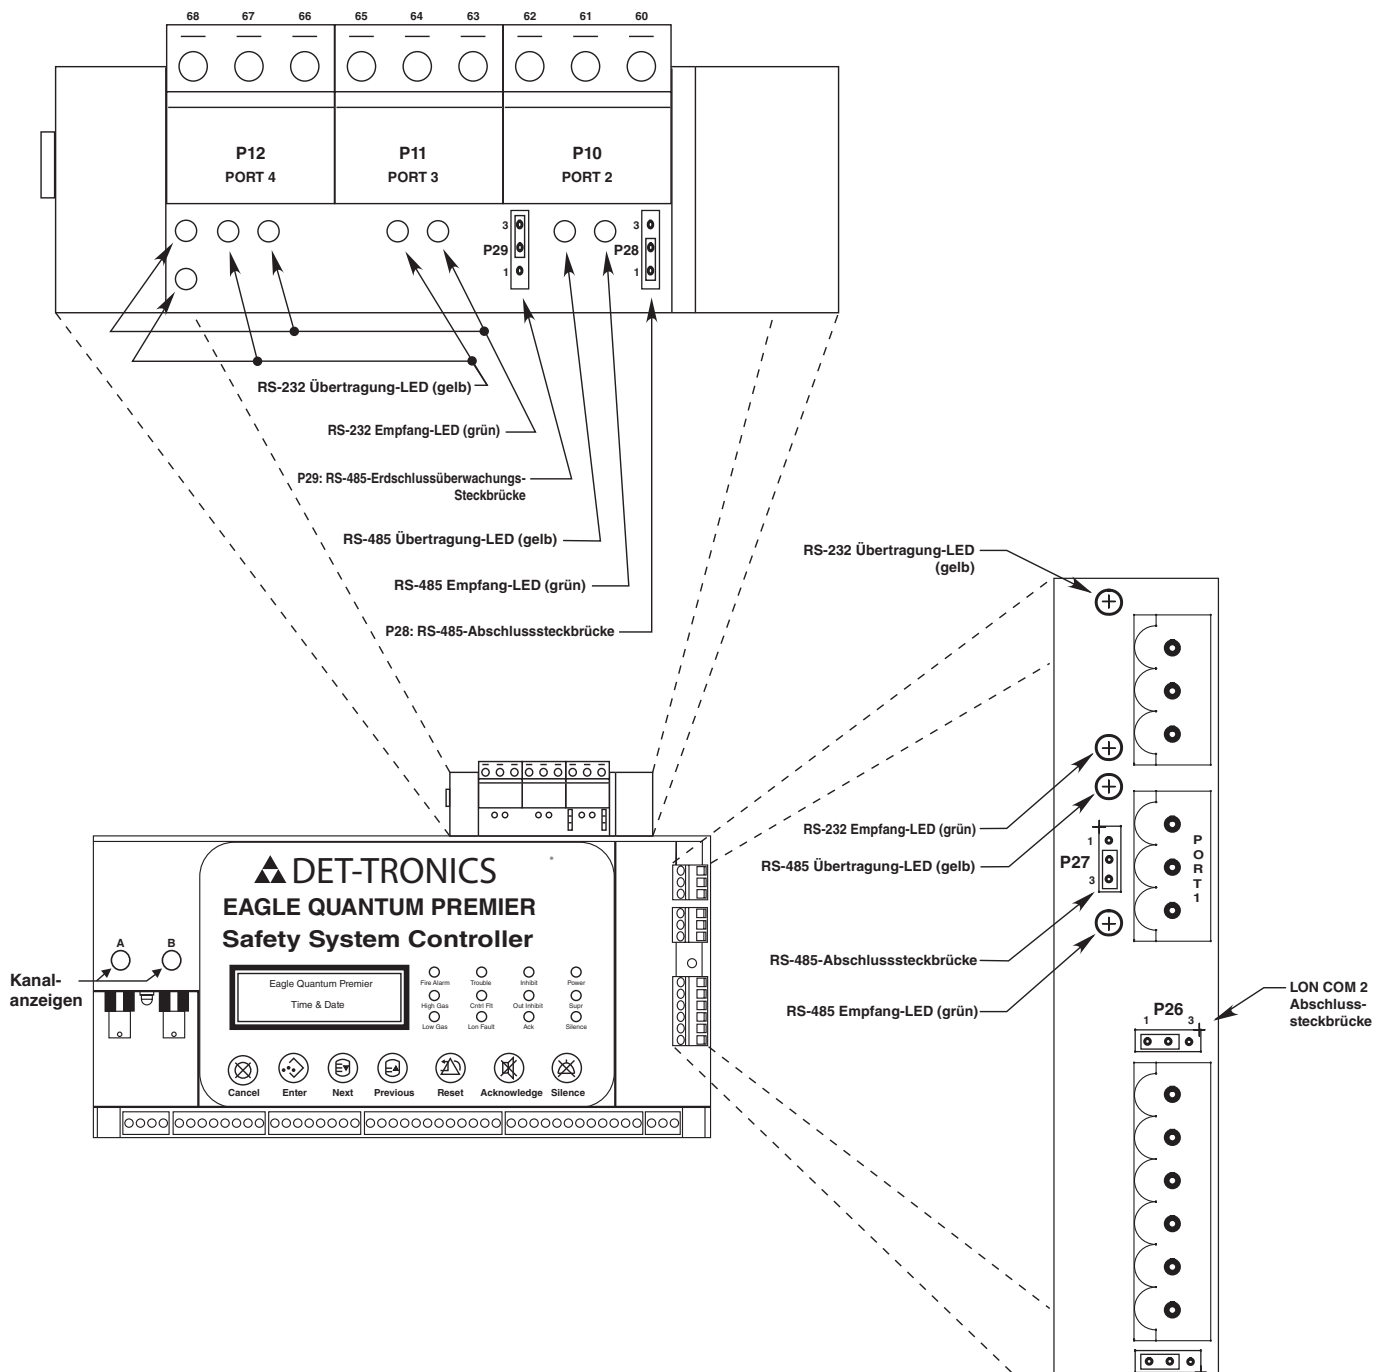 68 67 66 65 64 63 62 61 60
P12 P11 P10
PORT 4 PORT 3 PORT 2
3 3
P29 P28
1 1
RS-232 Übertragung-LED (gelb)
RS-232 Empfang-LED (grün)
P29: RS-485-Erdschlussüberwachungs-
Steckbrücke
RS-485 Übertragung-LED (gelb)
RS-485 Empfang-LED (grün)
P28: RS-485-Abschlusssteckbrücke
RS-232 Übertragung-LED
(gelb)
RS-232 Empfang-LED (grün)
RS-485 Übertragung-LED (gelb)
1
P27
3
PORT1
RS-485-Abschlusssteckbrücke
RS-485 Empfang-LED (grün)
LON COM 2
Abschluss-
steckbrücke
P26
1 3
DET-TRONICS
EAGLE QUANTUM PREMIER
Safety System Controller
A B
Kanal-
anzeigen
Eagle Quantum Premier
Time & Date
Fire Alarm Trouble Inhibit Power
High Gas Cntrl Flt Out Inhibit Supr
Low Gas Lon Fault Ack Silence
Cancel Enter Next Previous Reset Acknowledge Silence